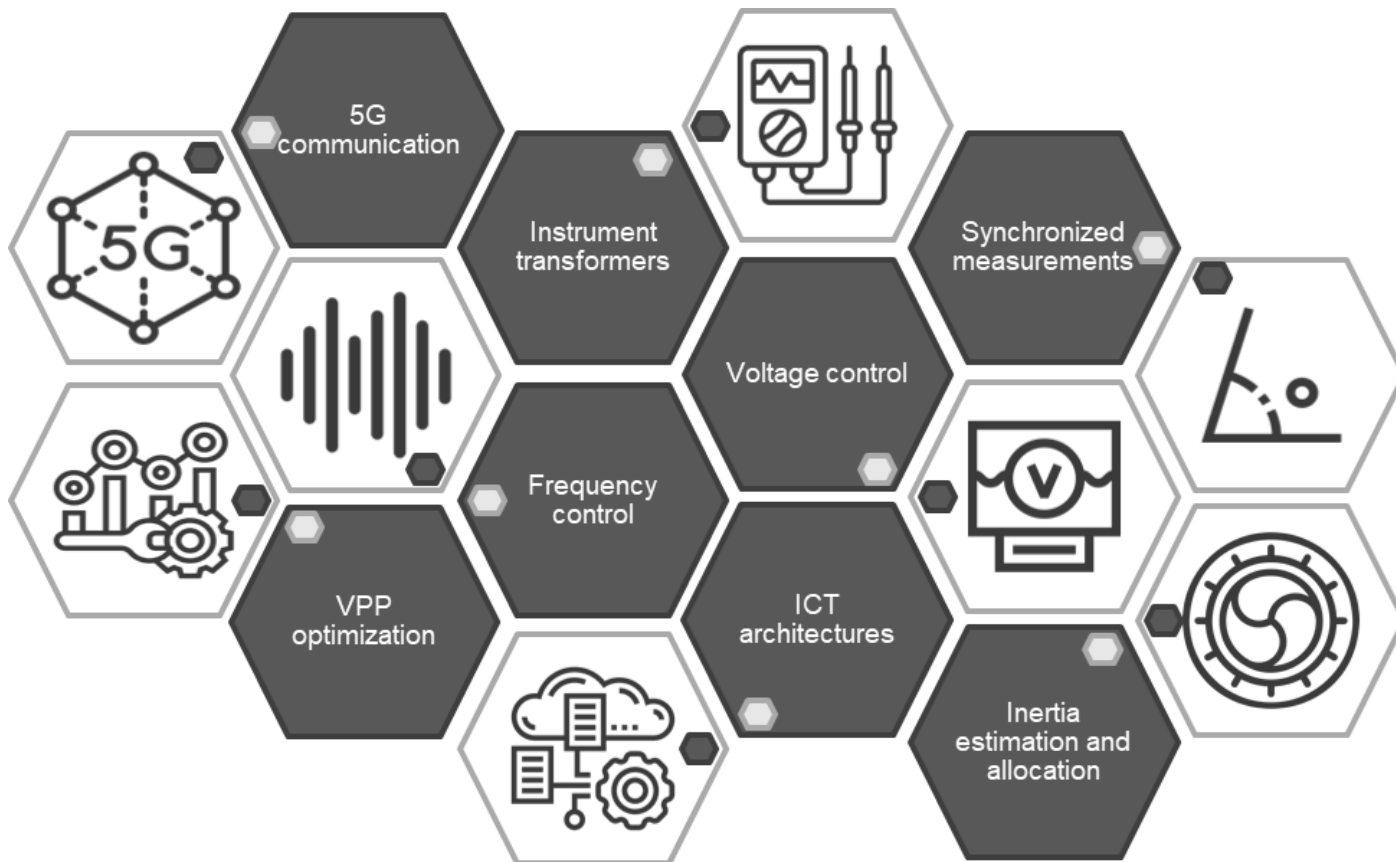 5G
communication
Instrument
transformers
Synchronized
measurements
5G
Voltage control
Frequency
control
V
VPP
optimization
ICT
architectures
Inertia
estimation and
allocation